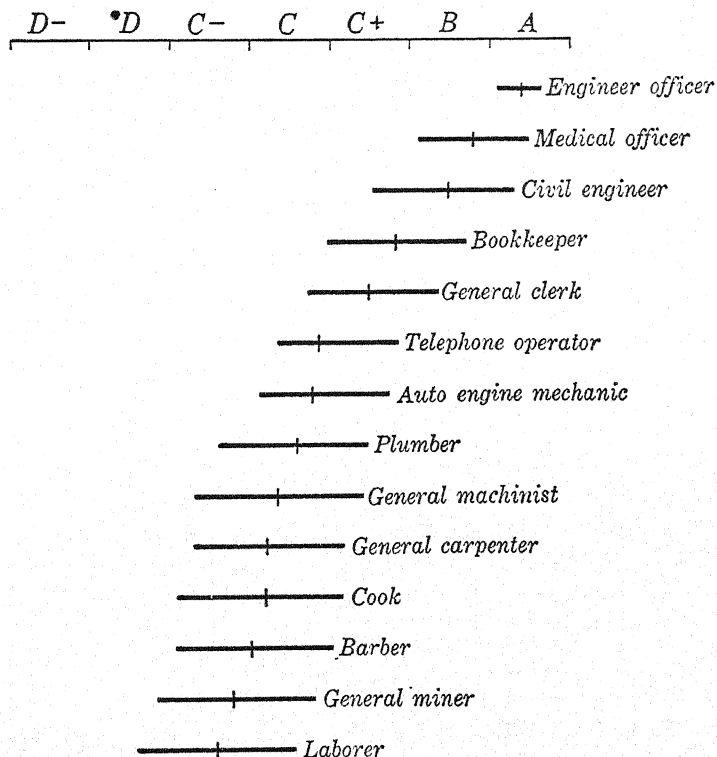 D- D C- C C+ B A
Engineer officer
Medical officer
Civil engineer
Bookkeeper
General clerk
Telephone operator
Auto engine mechanic
Plumber
General machinist
General carpenter
Cook
Barber
General miner
Laborer